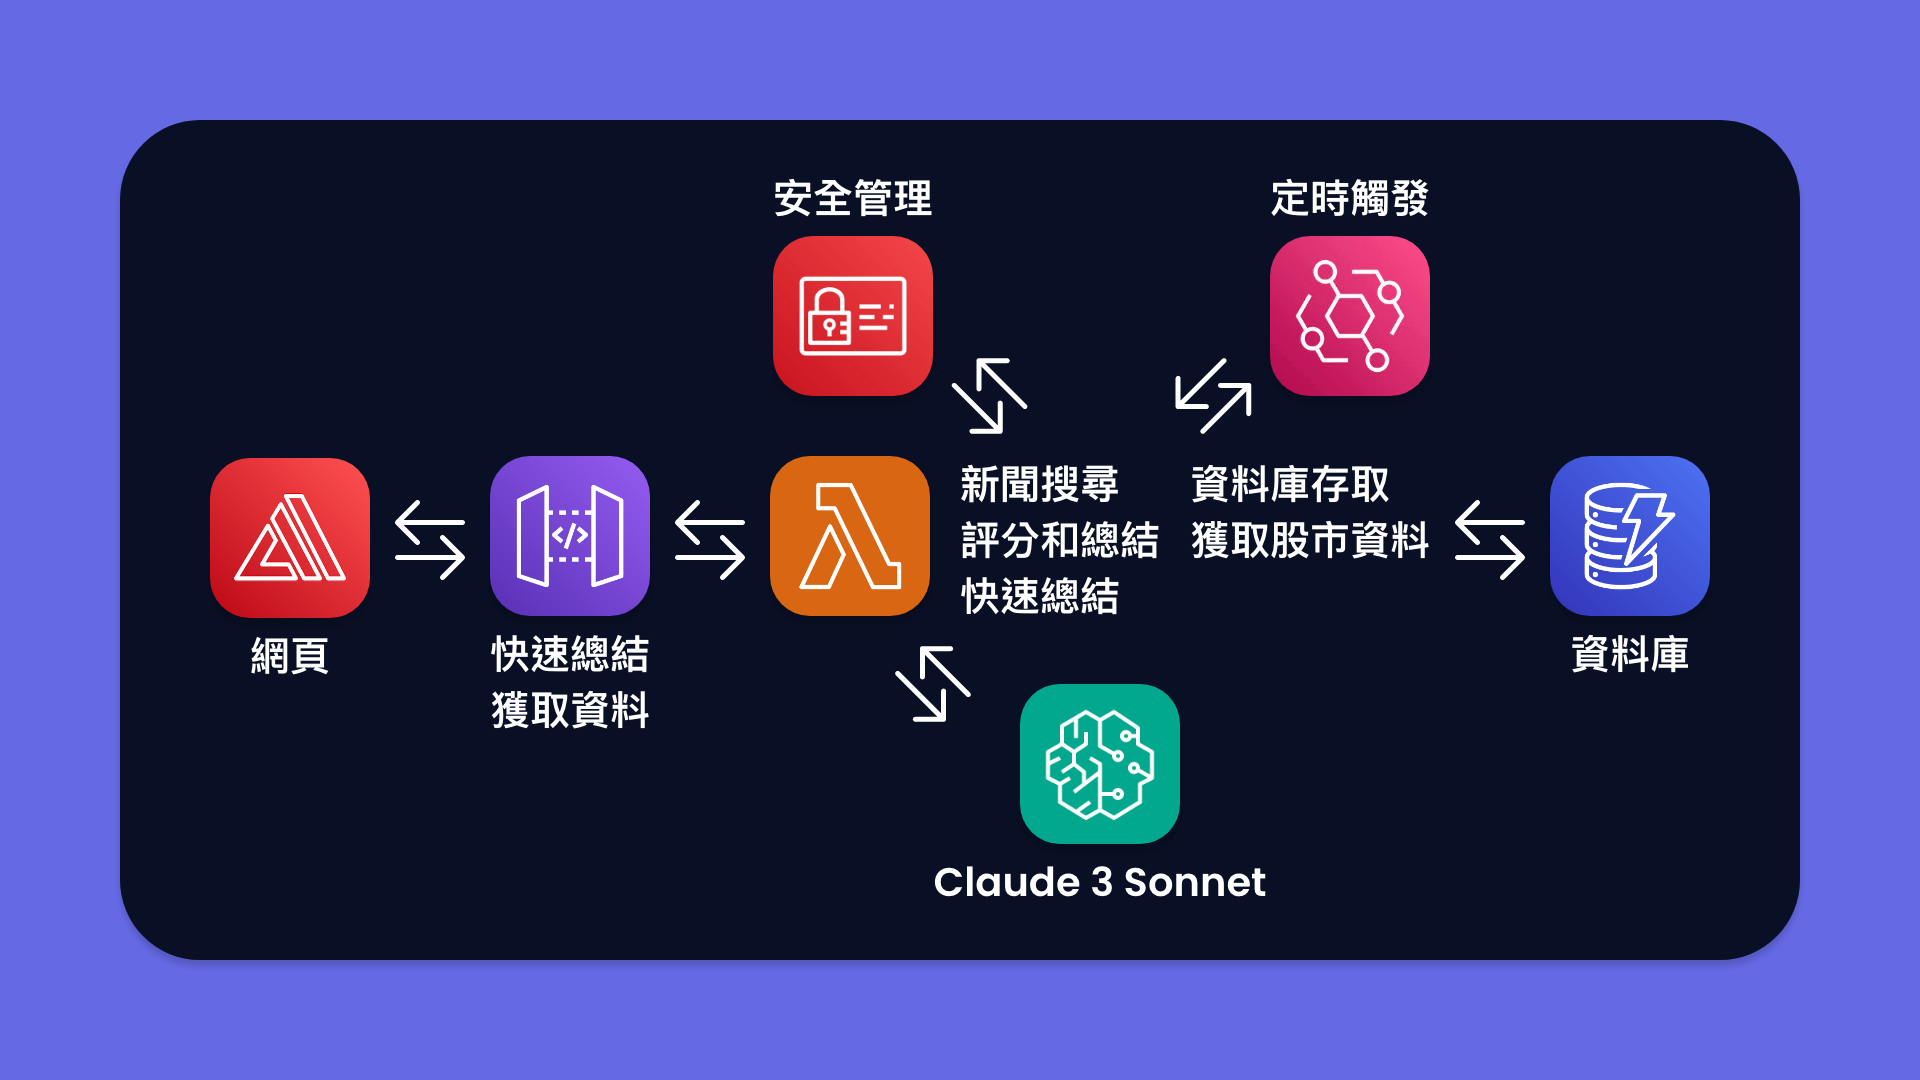 安全管理
定時觸發
新聞搜尋
評分和總結
快速總結
資料庫存取
獲取股市資料
網頁
快速總結
獲取資料
資料庫
Claude 3 Sonnet